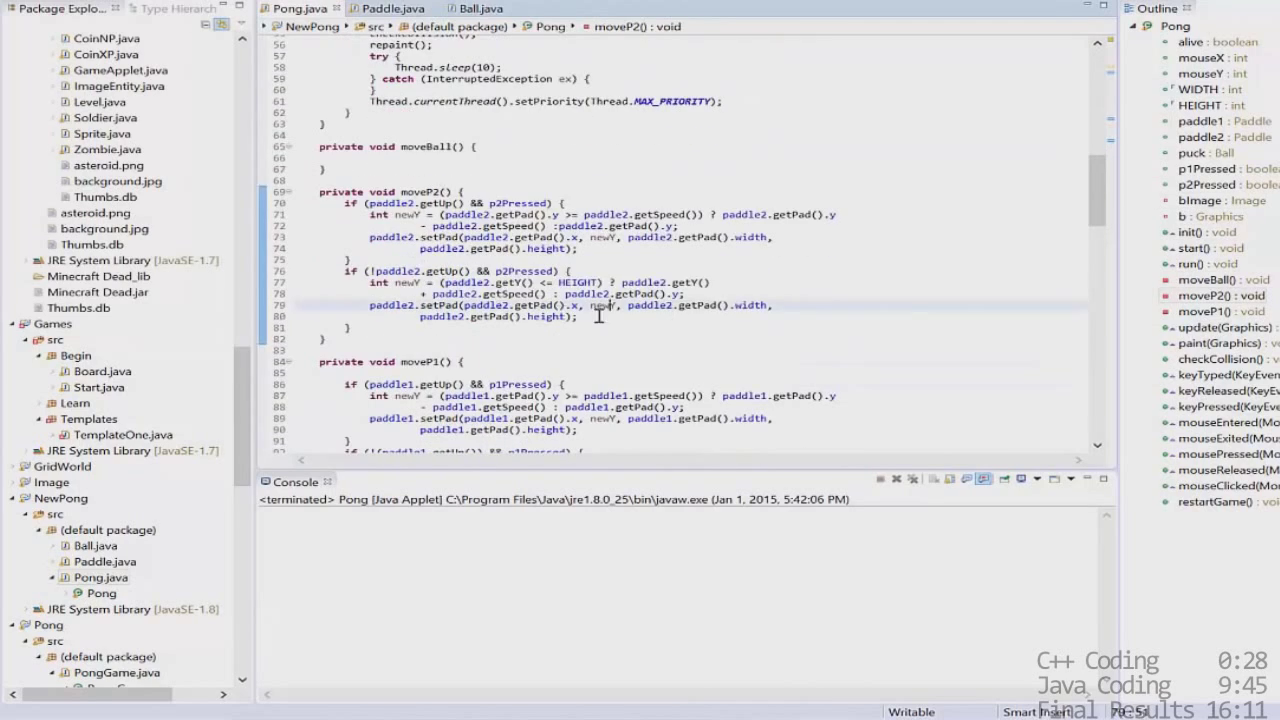 Package Explo...
Type Hierarch
CoinNP.java
CoinXP.java
GameApplet.java
ImageEntity.java
Level.java
Soldier.java
Sprite.java
Zombie.java
asteroid.png
background.jpg
Thumbs.db
asteroid.png
background.jpg
Thumbs.db
JRE System Library [JavaSE-1.7]
Minecraft Dead_lib
Minecraft Dead.jar
Thumbs.db
Games
src
Begin
Board.java
Start.java
Learn
Templates
TemplateOne.java
JRE System Library [JavaSE-1.7]
GridWorld
Image
NewPong
src
(default package)
Ball.java
Paddle.java
Pong.java
Pong
JRE System Library [JavaSE-1.8]
Pong
src
(default package)
PongGame.java
Pong.java Paddle.java Ball.java
NewPong src (default package) Pong moveP2() : void
56 repaint();
57 try {
58 Thread.sleep(10);
59 } catch (InterruptedException ex) {
60 }
61 Thread.currentThread().setPriority(Thread.MAX_PRIORITY);
62 }
63 }
64
65 private void moveBall() {
66
67 }
68
69 private void moveP2() {
70 if (paddle2.getUp() && p2Pressed) {
71 int newY = (paddle2.getPad().y >= paddle2.getSpeed()) ? paddle2.getPad().y
72 - paddle2.getSpeed() :paddle2.getPad().y;
73 paddle2.setPad(paddle2.getPad().x, newY, paddle2.getPad().width,
74 paddle2.getPad().height);
75 }
76 if (!paddle2.getUp() && p2Pressed) {
77 int newY = (paddle2.getY() <= HEIGHT) ? paddle2.getY()
78 + paddle2.getSpeed() : paddle2.getPad().y;
79 paddle2.setPad(paddle2.getPad().x, newY, paddle2.getPad().width,
80 paddle2.getPad().height);
81 }
82 }
83
84 private void moveP1() {
85
86 if (paddle1.getUp() && p1Pressed) {
87 int newY = (paddle1.getPad().y >= paddle1.getSpeed()) ? paddle1.getPad().y
88 - paddle1.getSpeed() : paddle1.getPad().y;
89 paddle1.setPad(paddle1.getPad().x, newY, paddle1.getPad().width,
90 paddle1.getPad().height);
91 }
Console
<terminated> Pong [Java Applet] C:\Program Files\Java\jre1.8.0_25\bin\javaw.exe (Jan 1, 2015, 5:42:06 PM)
Outline
Pong
alive : boolean
mouseX : int
mouseY : int
WIDTH : int
HEIGHT : int
paddle1 : Paddle
paddle2 : Paddle
puck : Ball
p1Pressed : boolean
p2Pressed : boolean
bImage : Image
b : Graphics
init() : void
start() : void
run() : void
moveBall() : void
moveP2() : void
moveP1() : void
update(Graphics) :
paint(Graphics) :
checkCollision() :
keyTyped(KeyEven
keyReleased(KeyE
keyPressed(KeyEve
mouseEntered(Mo
mouseExited(Mou
mousePressed(Mo
mouseReleased(M
mouseClicked(Mou
restartGame() : vo
C++ Coding 0:28
Java Coding 9:45
Final Results 16:11
Writable Smart Insert